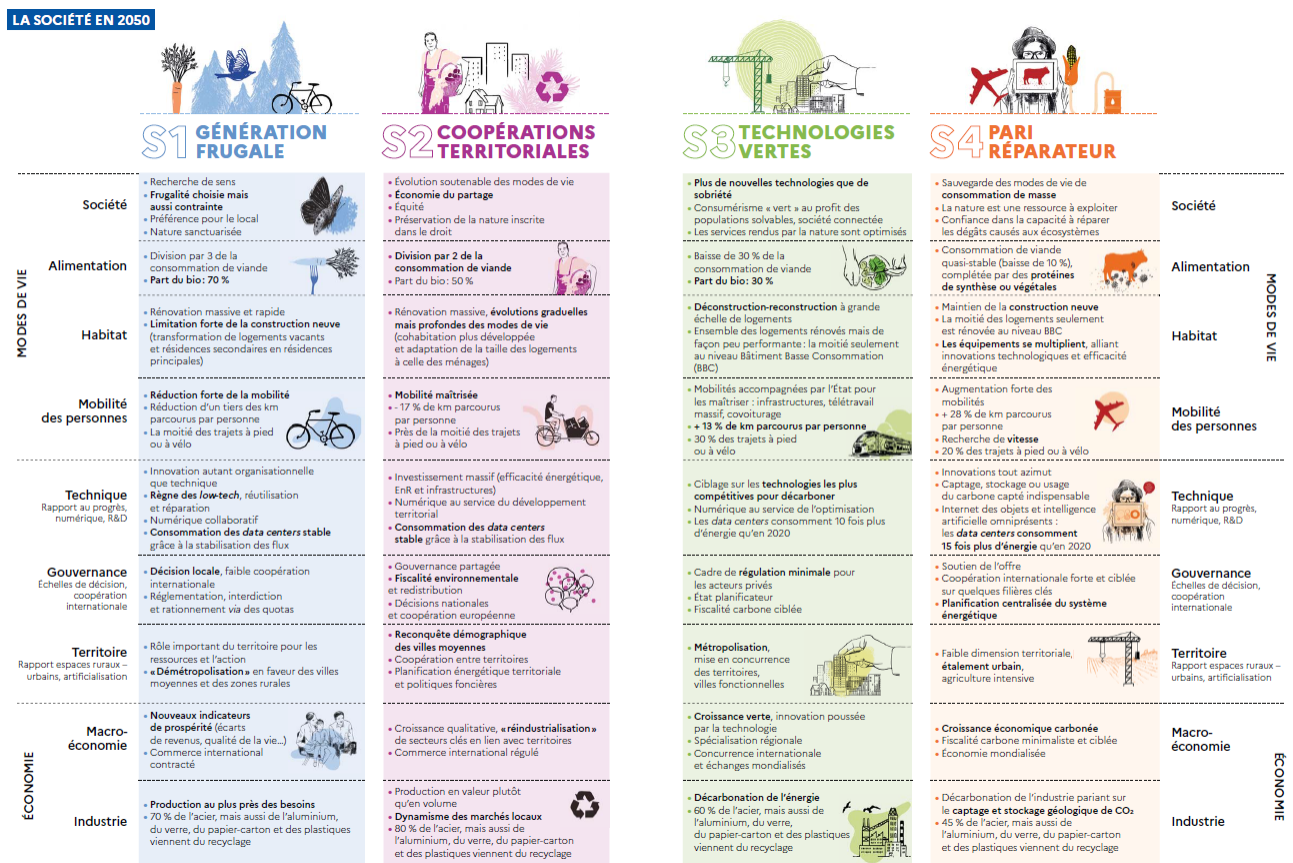 LA SOCIÉTÉ EN 2050
S1 GÉNÉRATION
FRUGALE
S2 COOPÉRATIONS
TERRITORIALES
S3 TECHNOLOGIES
VERTES
S4 PARI
RÉPARATEUR
MODES DE VIE
Société
• Recherche de sens
• Frugalité choisie mais
aussi contrainte
• Préférence pour le local
• Nature sanctuarisée
• Évolution soutenable des modes de vie
• Économie du partage
• Équité
• Préservation de la nature inscrite
dans le droit
• Plus de nouvelles technologies que de
sobriété
• Consumérisme « vert » au profit des
populations solvables, société connectée
• Les services rendus par la nature sont optimisés
• Sauvegarde des modes de vie de
consommation de masse
• La nature est une ressource à exploiter
• Confiance dans la capacité à réparer
les dégâts causés aux écosystèmes
Société
Alimentation
• Division par 3 de la
consommation de viande
• Part du bio : 70 %
• Division par 2 de la
consommation de viande
• Part du bio : 50 %
• Baisse de 30 % de la
consommation de viande
• Part du bio : 30 %
• Consommation de viande
quasi-stable (baisse de 10 %),
complétée par des protéines
de synthèse ou végétales
Alimentation
MODES DE VIE
Habitat
• Rénovation massive et rapide
• Limitation forte de la construction neuve
(transformation de logements vacants
et résidences secondaires en résidences
principales)
• Rénovation massive, évolutions graduelles
mais profondes des modes de vie
(cohabitation plus développée
et adaptation de la taille des logements
à celle des ménages)
• Déconstruction-reconstruction à grande
échelle de logements
• Ensemble des logements rénovés mais de
façon peu performante : la moitié seulement
au niveau Bâtiment Basse Consommation
(BBC)
• Maintien de la construction neuve
• La moitié des logements seulement
est rénovée au niveau BBC
• Les équipements se multiplient, alliant
innovations technologiques et efficacité
énergétique
Habitat
Mobilité
des personnes
• Réduction forte de la mobilité
• Réduction d'un tiers des km
parcourus par personne
• La moitié des trajets à pied
ou à vélo
• Mobilité maîtrisée
• - 17 % de km parcourus
par personne
• Près de la moitié des trajets
à pied ou à vélo
• Mobilités accompagnées par l'État pour
les maîtriser : infrastructures, télétravail
massif, covoiturage
• + 13 % de km parcourus par personne
• 30 % des trajets à pied
ou à vélo
• Augmentation forte des
mobilités
• + 28 % de km parcourus
par personne
• Recherche de vitesse
• 20 % des trajets à pied ou à vélo
Mobilité
des personnes
Technique
Rapport au progrès,
numérique, R&D
• Innovation autant organisationnelle
que technique
• Règne des low-tech, réutilisation
et réparation
• Numérique collaboratif
• Consommation des data centers stable
grâce à la stabilisation des flux
• Investissement massif (efficacité énergétique,
EnR et infrastructures)
• Numérique au service du développement
territorial
• Consommation des data centers
stable grâce à la stabilisation des flux
• Ciblage sur les technologies les plus
compétitives pour décarboner
• Numérique au service de l'optimisation
• Les data centers consomment 10 fois plus
d'énergie qu'en 2020
• Innovations tout azimut
• Captage, stockage ou usage
du carbone capté indispensable
• Internet des objets et intelligence
artificielle omniprésents :
les data centers consomment
15 fois plus d'énergie qu'en 2020
Technique
Rapport au progrès,
numérique, R&D
Gouvernance
Échelles de décision,
coopération
internationale
• Décision locale, faible coopération
internationale
• Réglementation, interdiction
et rationnement via des quotas
• Gouvernance partagée
• Fiscalité environnementale
et redistribution
• Décisions nationales
et coopération européenne
• Cadre de régulation minimale pour
les acteurs privés
• État planificateur
• Fiscalité carbone ciblée
• Soutien de l'offre
• Coopération internationale forte et ciblée
sur quelques filières clés
• Planification centralisée du système
énergétique
Gouvernance
Échelles de décision,
coopération
internationale
Territoire
Rapport espaces ruraux –
urbains, artificialisation
• Rôle important du territoire pour les
ressources et l'action
• « Démétropolisation » en faveur des villes
moyennes et des zones rurales
• Reconquête démographique
des villes moyennes
• Coopération entre territoires
• Planification énergétique territoriale
et politiques foncières
• Métropolisation,
mise en concurrence
des territoires,
villes fonctionnelles
• Faible dimension territoriale,
étalement urbain,
agriculture intensive
Territoire
Rapport espaces ruraux –
urbains, artificialisation
ÉCONOMIE
Macro-
économie
• Nouveaux indicateurs
de prospérité (écarts
de revenus, qualité de la vie...)
• Commerce international
contracté
• Croissance qualitative, « réindustrialisation »
de secteurs clés en lien avec territoires
• Commerce international régulé
• Croissance verte, innovation poussée
par la technologie
• Spécialisation régionale
• Concurrence internationale
et échanges mondialisés
• Croissance économique carbonée
• Fiscalité carbone minimaliste et ciblée
• Économie mondialisée
Macro-
économie
ÉCONOMIE
Industrie
• Production au plus près des besoins
• 70 % de l'acier, mais aussi de l'aluminium,
du verre, du papier-carton et des plastiques
viennent du recyclage
• Production en valeur plutôt
qu'en volume
• Dynamisme des marchés locaux
• 80 % de l'acier, mais aussi de
l'aluminium, du verre, du papier-carton
et des plastiques viennent du recyclage
• Décarbonation de l'énergie
• 60 % de l'acier, mais aussi de
l'aluminium, du verre,
du papier-carton et des plastiques
viennent du recyclage
• Décarbonation de l'industrie pariant sur
le captage et stockage géologique de CO₂
• 45 % de l'acier, mais aussi de
l'aluminium, du verre, du papier-carton
et des plastiques viennent du recyclage
Industrie